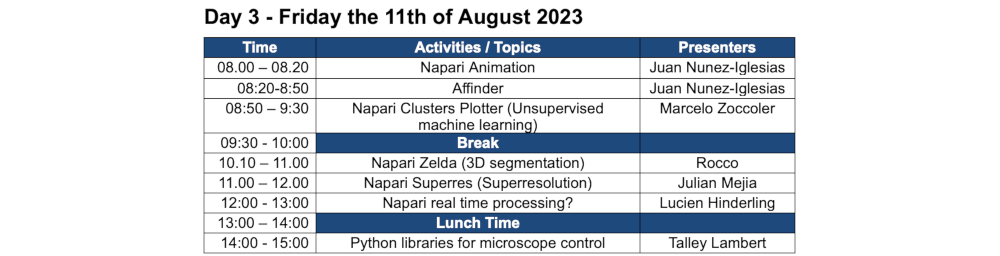 Day 3 - Friday the 11th of August 2023
Time Activities / Topics Presenters
08.00 – 08.20 Napari Animation Juan Nunez-Iglesias
08:20-8:50 Affinder Juan Nunez-Iglesias
08:50 – 9:30 Napari Clusters Plotter (Unsupervised Marcelo Zoccoler
machine learning)
09:30 - 10:00 Break
10.10 – 11.00 Napari Zelda (3D segmentation) Rocco
11.00 – 12.00 Napari Superres (Superresolution) Julian Mejia
12:00 - 13:00 Napari real time processing? Lucien Hinderling
13:00 – 14:00 Lunch Time
14:00 - 15:00 Python libraries for microscope control Talley Lambert